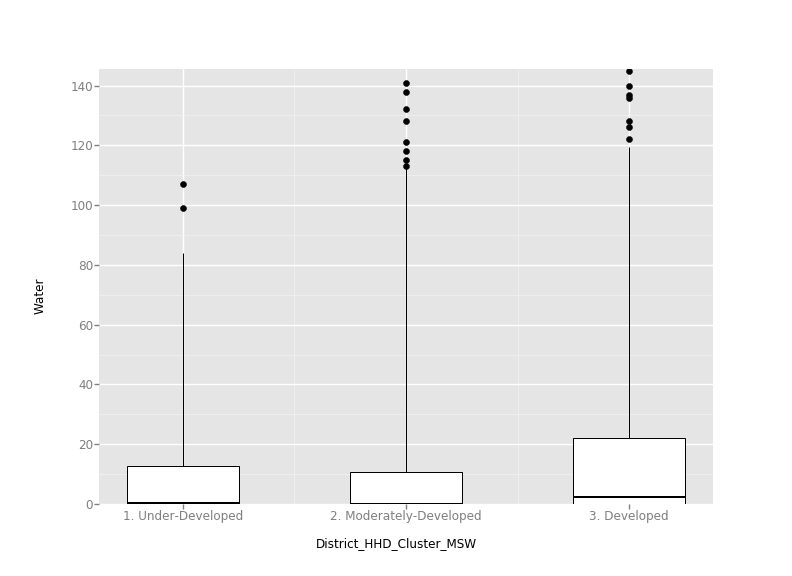 140
120
100
80
60
40
20
0
Water
1. Under-Developed 2. Moderately-Developed 3. Developed
District_HHD_Cluster_MSW